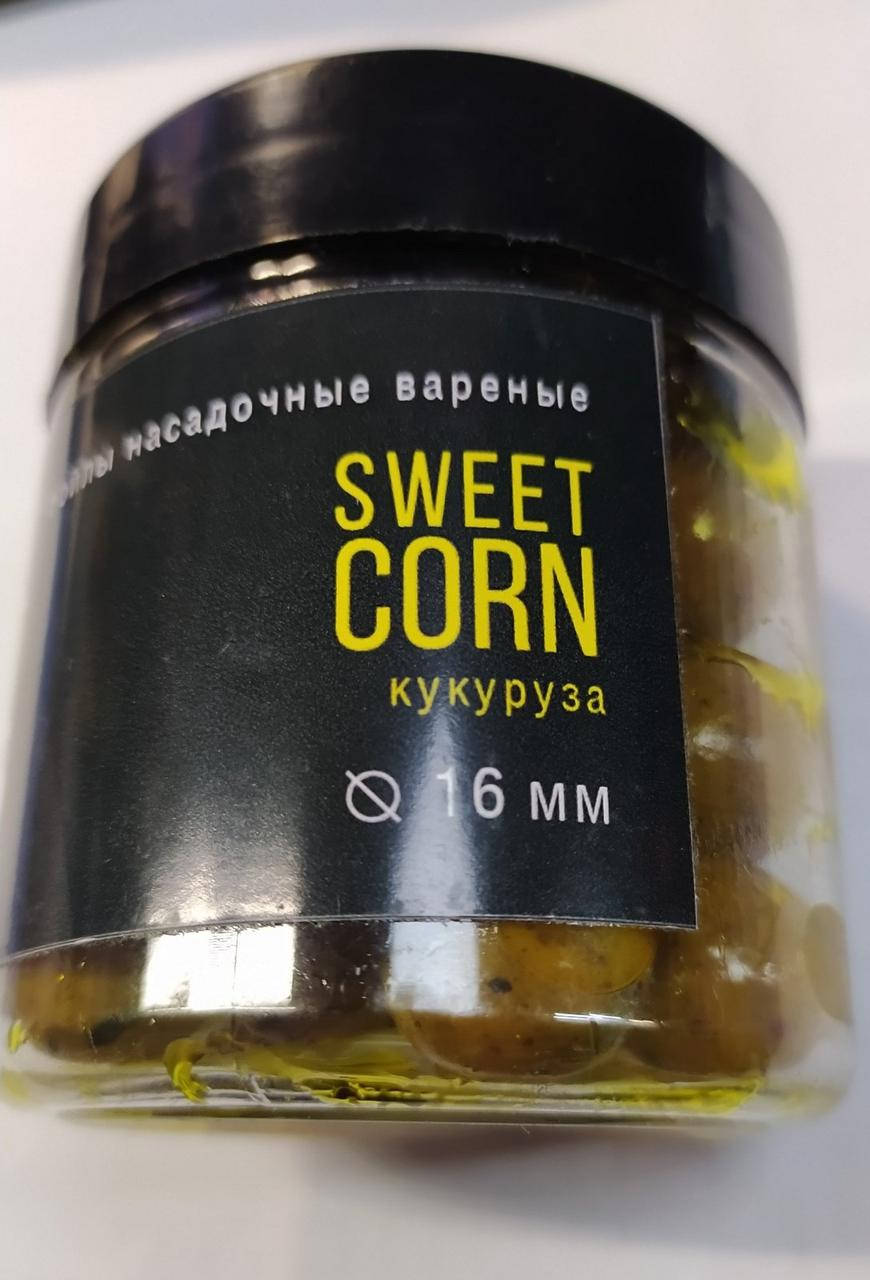 насадочные вареные
SWEET
CORN
кукуруза
Ø 16 мм